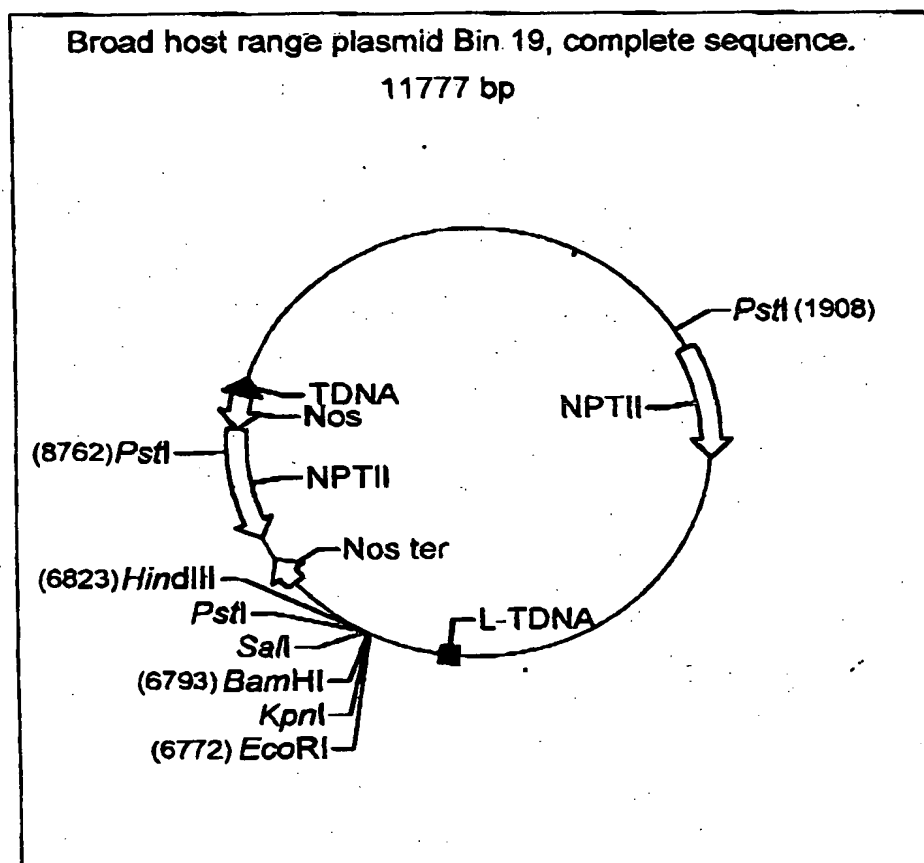 Broad host range plasmid Bin 19, complete sequence.
11777 bp
PstI (1908)
TDNA
NPTII
Nos
(8762) PstI
NPTII
Nos ter
(6823) HindIII
PstI
L-TDNA
SalI
(6793) BamHI
KpnI
(6772) EcoRI